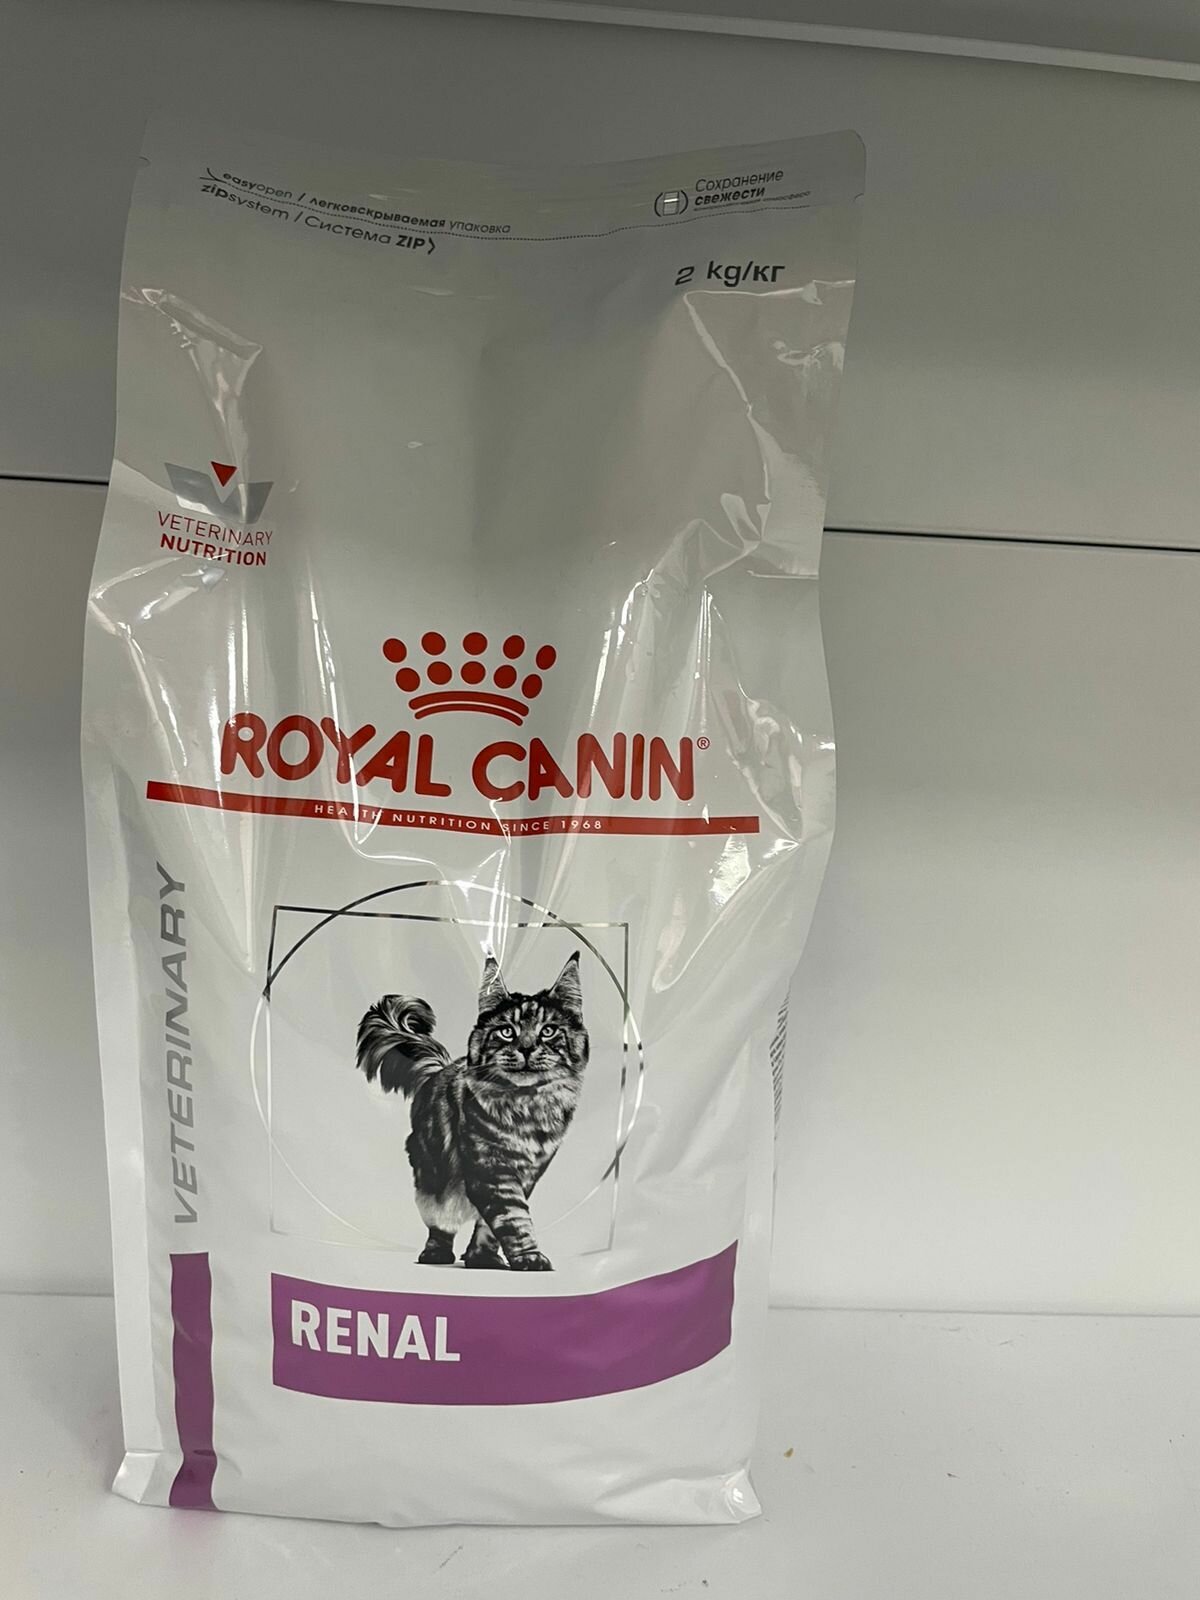 easyopen / легковскрываемая упаковка
zipsystem / Система ZIP
Сохранение
свежести
2 kg/кг
VETERINARY
NUTRITION
ROYAL CANIN®
HEALTH NUTRITION SINCE 1968
VETERINARY
RENAL